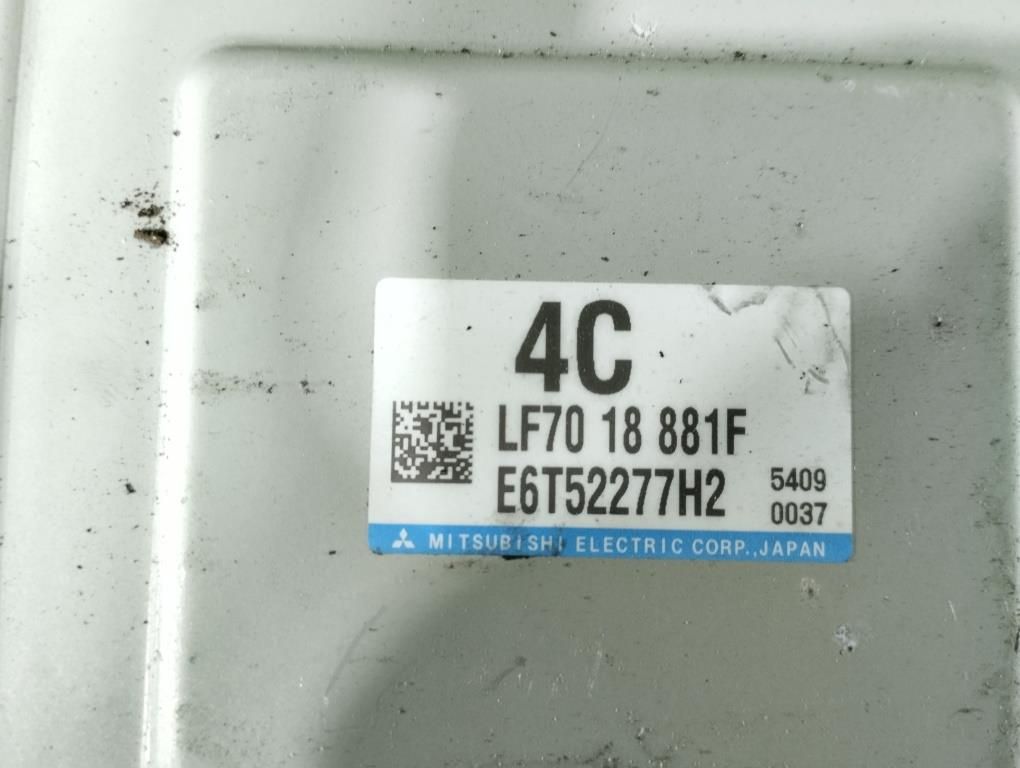 4C
LF70 18 881F
E6T52277H2
5409
0037
MITSUBISHI ELECTRIC CORP.,JAPAN